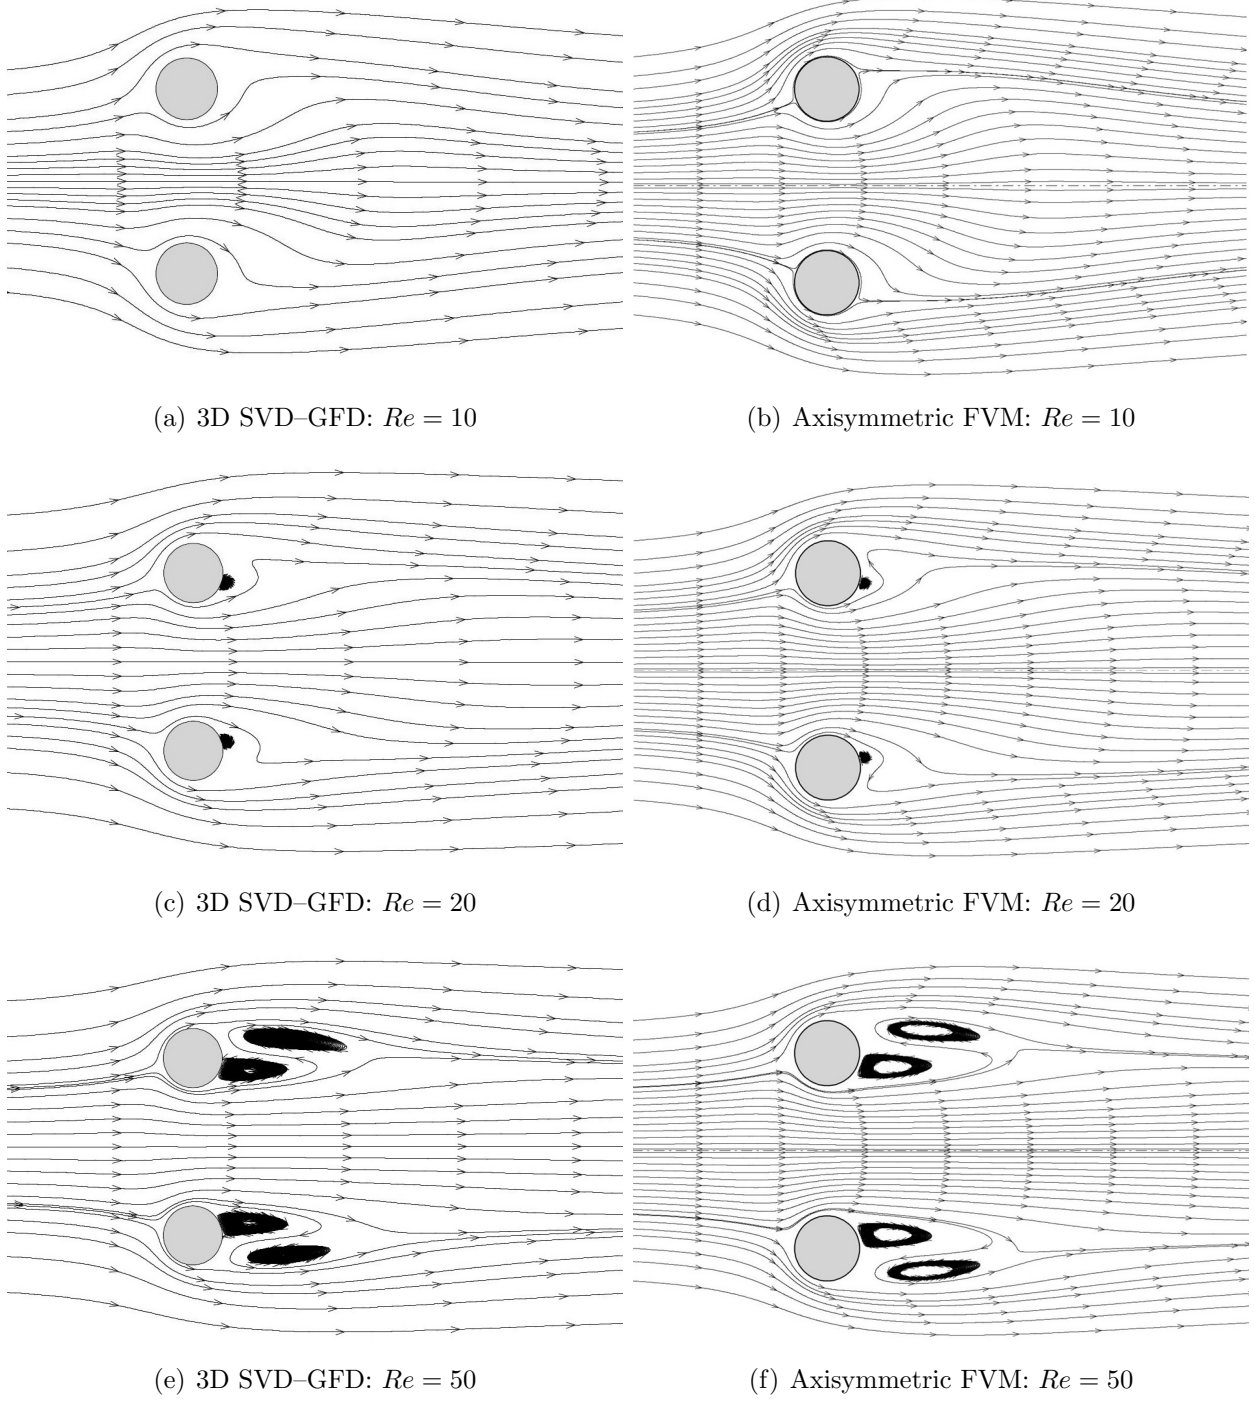 (a) 3D SVD–GFD: Re = 10
(b) Axisymmetric FVM: Re = 10
(c) 3D SVD–GFD: Re = 20
(d) Axisymmetric FVM: Re = 20
(e) 3D SVD–GFD: Re = 50
(f) Axisymmetric FVM: Re = 50